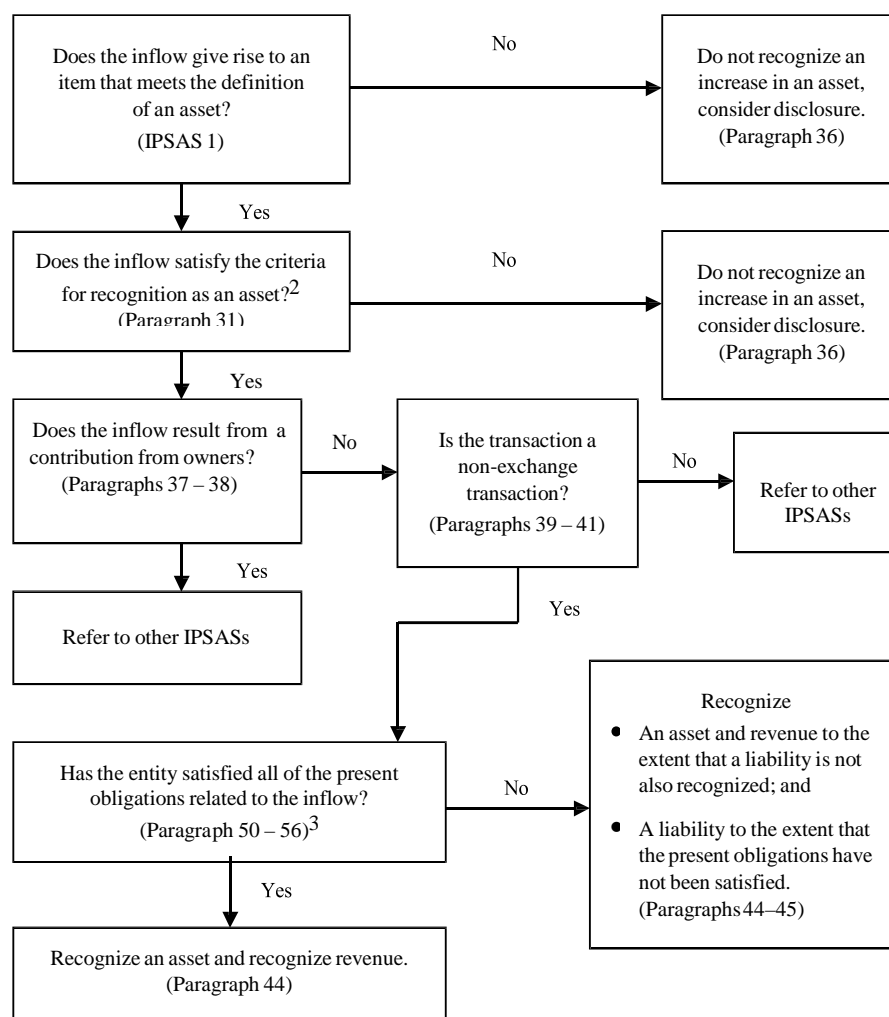 Does the inflow give rise to an
item that meets the definition
of an asset?
(IPSAS 1)
No
Do not recognize an
increase in an asset,
consider disclosure.
(Paragraph 36)
Yes
Does the inflow satisfy the criteria
for recognition as an asset?2
(Paragraph 31)
No
Do not recognize an
increase in an asset,
consider disclosure.
(Paragraph 36)
Yes
Does the inflow result from a
contribution from owners?
(Paragraphs 37 – 38)
No
Is the transaction a
non-exchange
transaction?
(Paragraphs 39 – 41)
No
Refer to other
IPSASs
Yes
Refer to other IPSASs
Yes
Has the entity satisfied all of the present
obligations related to the inflow?
(Paragraph 50 – 56)3
No
Recognize
• An asset and revenue to the
extent that a liability is not
also recognized; and
• A liability to the extent that
the present obligations have
not been satisfied.
(Paragraphs 44–45)
Yes
Recognize an asset and recognize revenue.
(Paragraph 44)